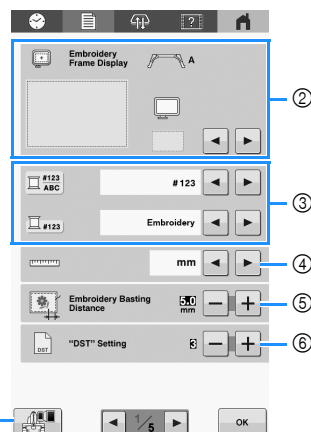 ?
Embroidery
Frame Display
A
②
#123
ABC
#123
③
#123
Embroidery
mm
④
Embroidery Basting
Distance
5.0
mm
⑤
DST
"DST" Setting
3
⑥
1/5
OK